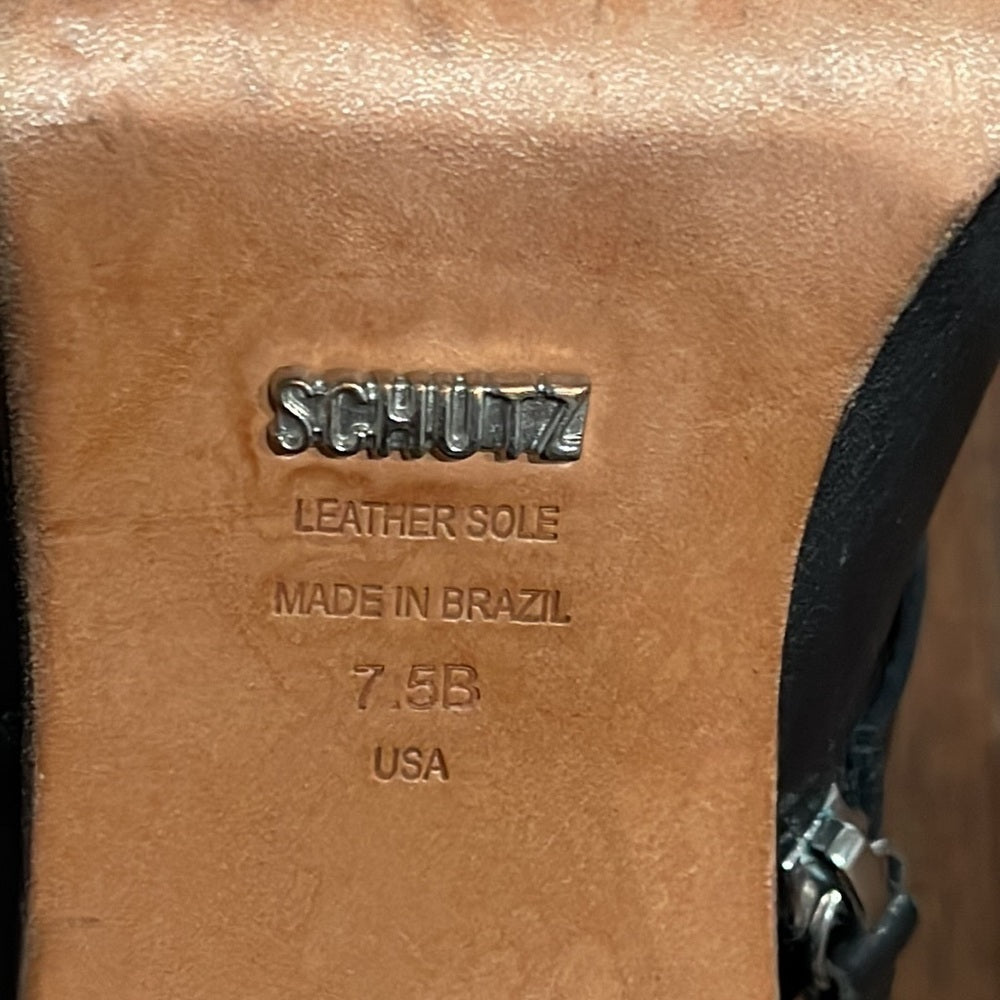 SCHUTZ
LEATHER SOLE
MADE IN BRAZIL
7.5B
USA